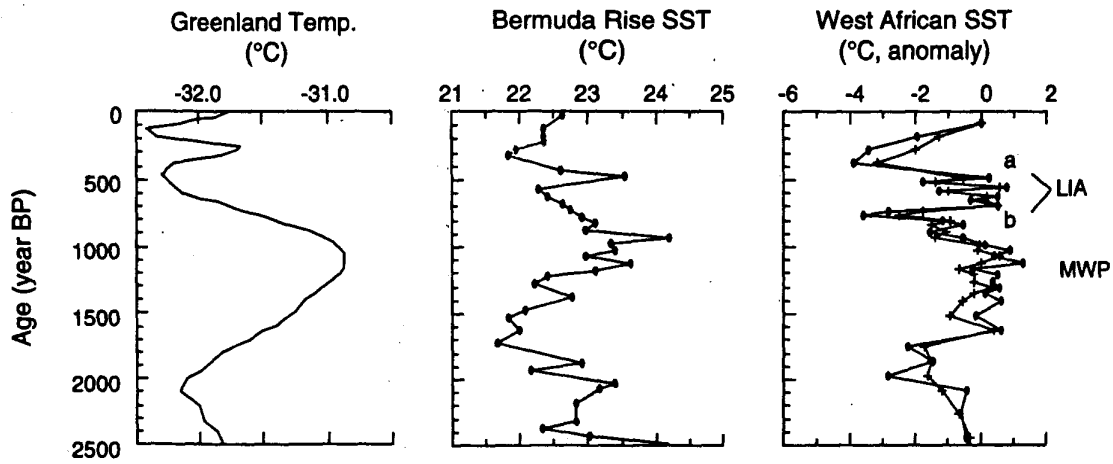 Greenland Temp.
(°C)
Bermuda Rise SST
(°C)
West African SST
(°C, anomaly)
-32.0 -31.0
21 22 23 24 25
-6 -4 -2 0 2
Age (year BP)
0
500
1000
1500
2000
2500
a
LIA
b
MWP